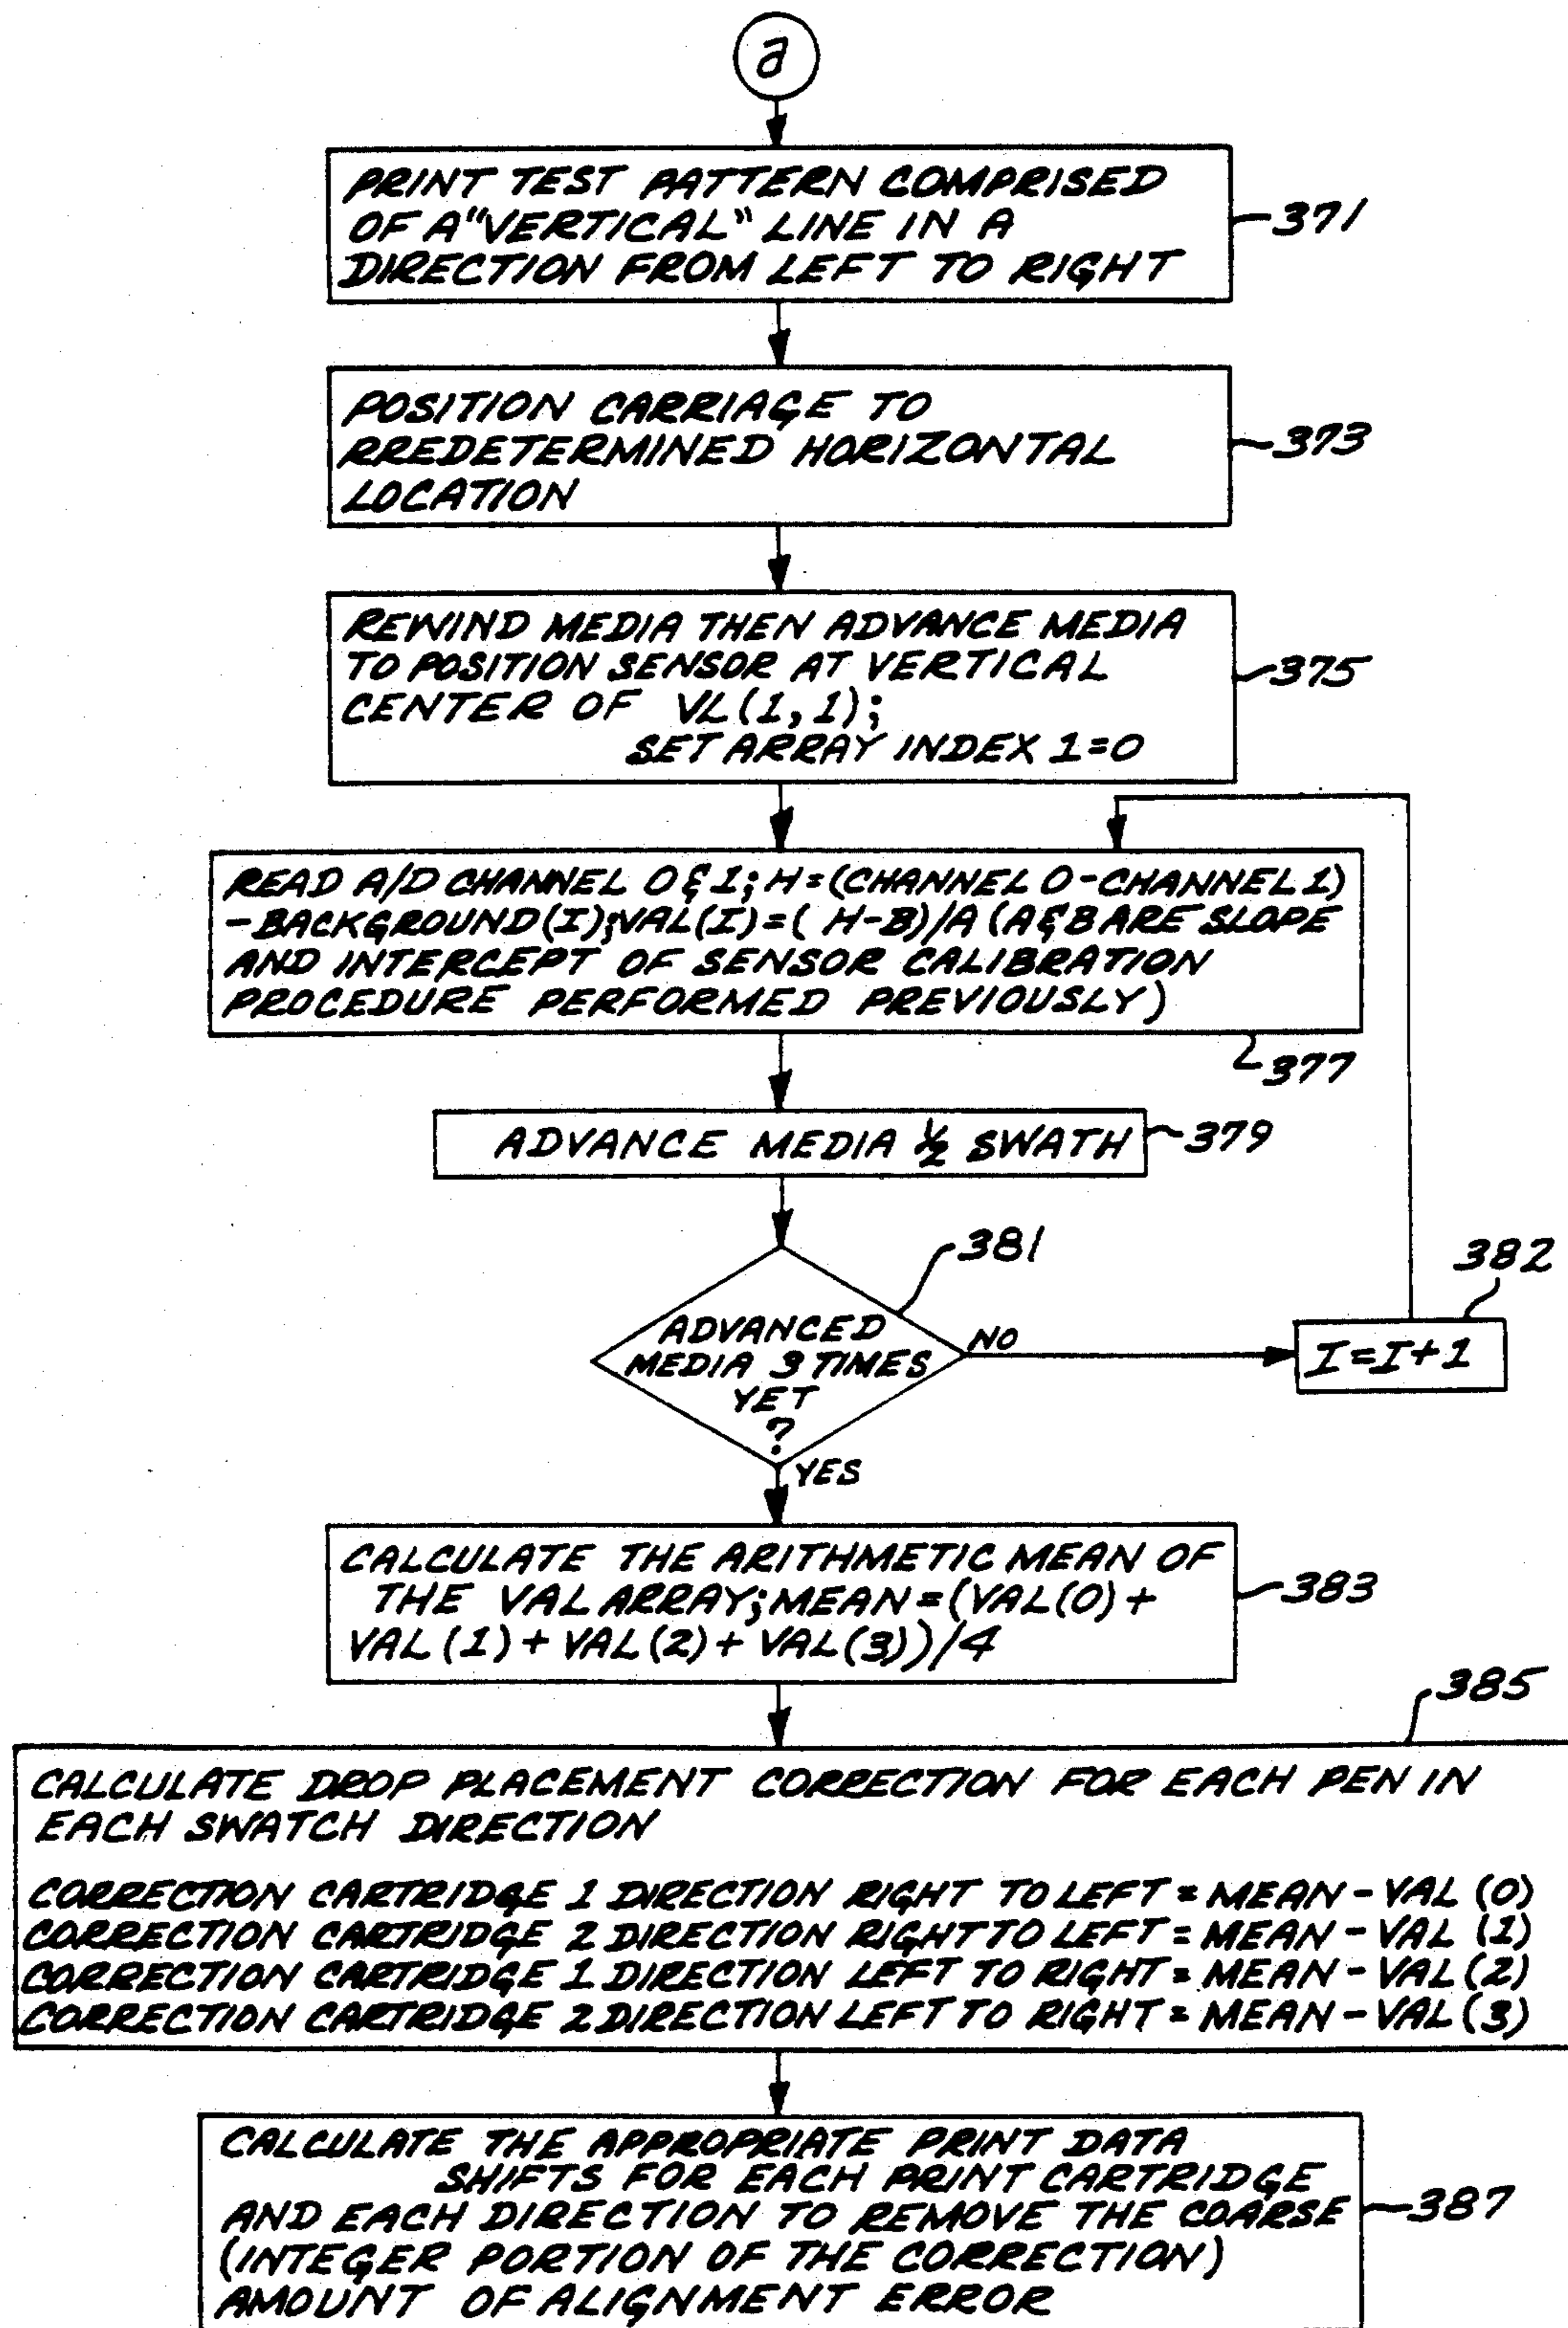 a
PRINT TEST PATTERN COMPRISED
OF A "VERTICAL" LINE IN A
DIRECTION FROM LEFT TO RIGHT
371
POSITION CARRIAGE TO
PREDETERMINED HORIZONTAL
LOCATION
373
REWIND MEDIA THEN ADVANCE MEDIA
TO POSITION SENSOR AT VERTICAL
CENTER OF VL(1,1);
SET ARRAY INDEX 1=0
375
READ A/D CHANNEL 0 & 1; H=(CHANNEL 0-CHANNEL 1)
-BACKGROUND(I); VAL(I)=( H-B)/A (A & B ARE SLOPE
AND INTERCEPT OF SENSOR CALIBRATION
PROCEDURE PERFORMED PREVIOUSLY)
377
ADVANCE MEDIA ½ SWATH
379
381
382
ADVANCED
MEDIA 3 TIMES
YET
?
NO
I=I+1
YES
CALCULATE THE ARITHMETIC MEAN OF
THE VAL ARRAY; MEAN=(VAL(0)+
VAL(1)+VAL(2)+VAL(3))/4
383
385
CALCULATE DROP PLACEMENT CORRECTION FOR EACH PEN IN
EACH SWATCH DIRECTION
CORRECTION CARTRIDGE 1 DIRECTION RIGHT TO LEFT = MEAN-VAL (0)
CORRECTION CARTRIDGE 2 DIRECTION RIGHT TO LEFT = MEAN-VAL (1)
CORRECTION CARTRIDGE 1 DIRECTION LEFT TO RIGHT = MEAN-VAL (2)
CORRECTION CARTRIDGE 2 DIRECTION LEFT TO RIGHT = MEAN-VAL (3)
CALCULATE THE APPROPRIATE PRINT DATA
SHIFTS FOR EACH PRINT CARTRIDGE
AND EACH DIRECTION TO REMOVE THE COARSE
(INTEGER PORTION OF THE CORRECTION)
AMOUNT OF ALIGNMENT ERROR
387